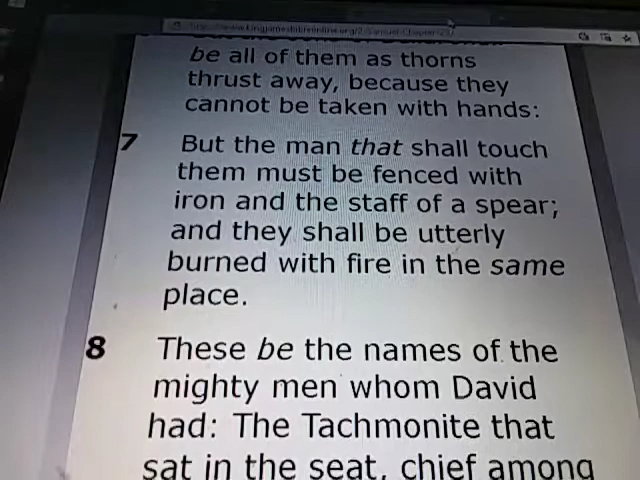 be all of them as thorns
thrust away, because they
cannot be taken with hands:
7 But the man that shall touch
them must be fenced with
iron and the staff of a spear;
and they shall be utterly
burned with fire in the same
place.
8 These be the names of the
mighty men whom David
had: The Tachmonite that
sat in the seat, chief among